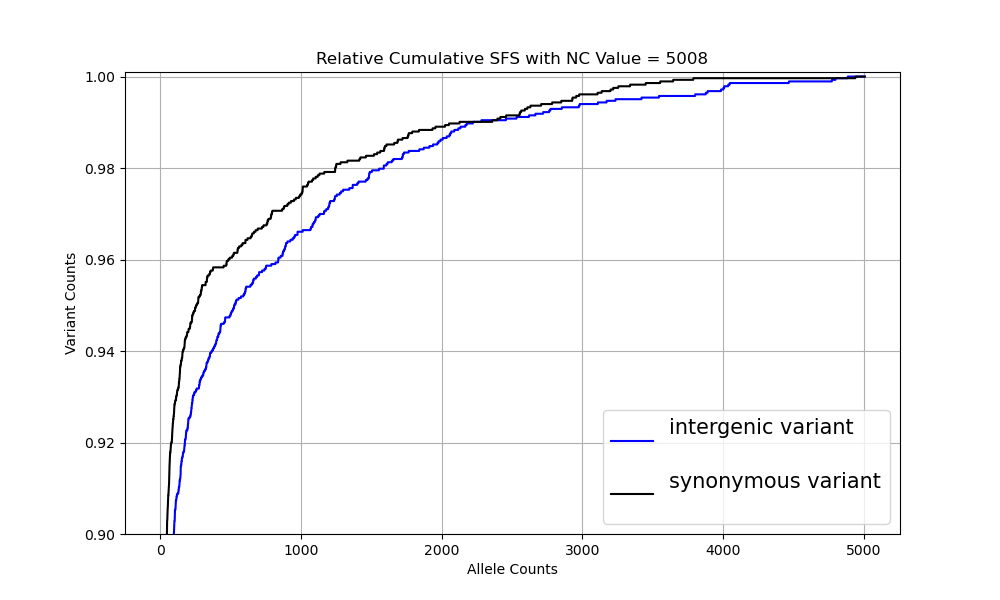 Relative Cumulative SFS with NC Value = 5008
Variant Counts
1.00
0.98
0.96
0.94
0.92
0.90
intergenic variant
synonymous variant
0
1000
2000
3000
4000
5000
Allele Counts